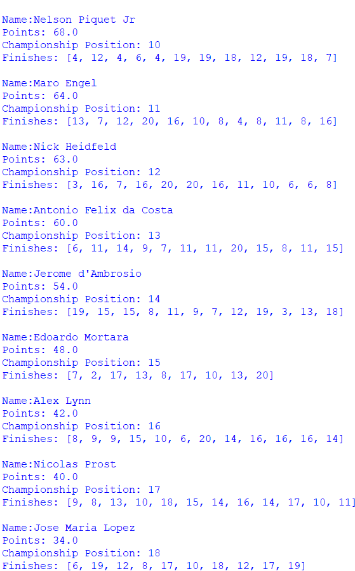 Name:Nelson Piquet Jr
Points: 68.0
Championship Position: 10
Finishes: [4, 12, 4, 6, 4, 19, 19, 18, 12, 19, 18, 7]
Name:Maro Engel
Points: 64.0
Championship Position: 11
Finishes: [13, 7, 12, 20, 16, 10, 8, 4, 8, 11, 8, 16]
Name:Nick Heidfeld
Points: 63.0
Championship Position: 12
Finishes: [3, 16, 7, 16, 20, 20, 16, 11, 10, 6, 6, 8]
Name:Antonio Felix da Costa
Points: 60.0
Championship Position: 13
Finishes: [6, 11, 14, 9, 7, 11, 11, 20, 15, 8, 11, 15]
Name:Jerome d'Ambrosio
Points: 54.0
Championship Position: 14
Finishes: [19, 15, 15, 8, 11, 9, 7, 12, 19, 3, 13, 18]
Name:Edoardo Mortara
Points: 48.0
Championship Position: 15
Finishes: [7, 2, 17, 13, 8, 17, 10, 13, 20]
Name:Alex Lynn
Points: 42.0
Championship Position: 16
Finishes: [8, 9, 9, 15, 10, 6, 20, 14, 16, 16, 16, 14]
Name:Nicolas Prost
Points: 40.0
Championship Position: 17
Finishes: [9, 8, 13, 10, 18, 15, 14, 16, 14, 17, 10, 11]
Name:Jose Maria Lopez
Points: 34.0
Championship Position: 18
Finishes: [6, 19, 12, 8, 17, 10, 18, 12, 17, 19]